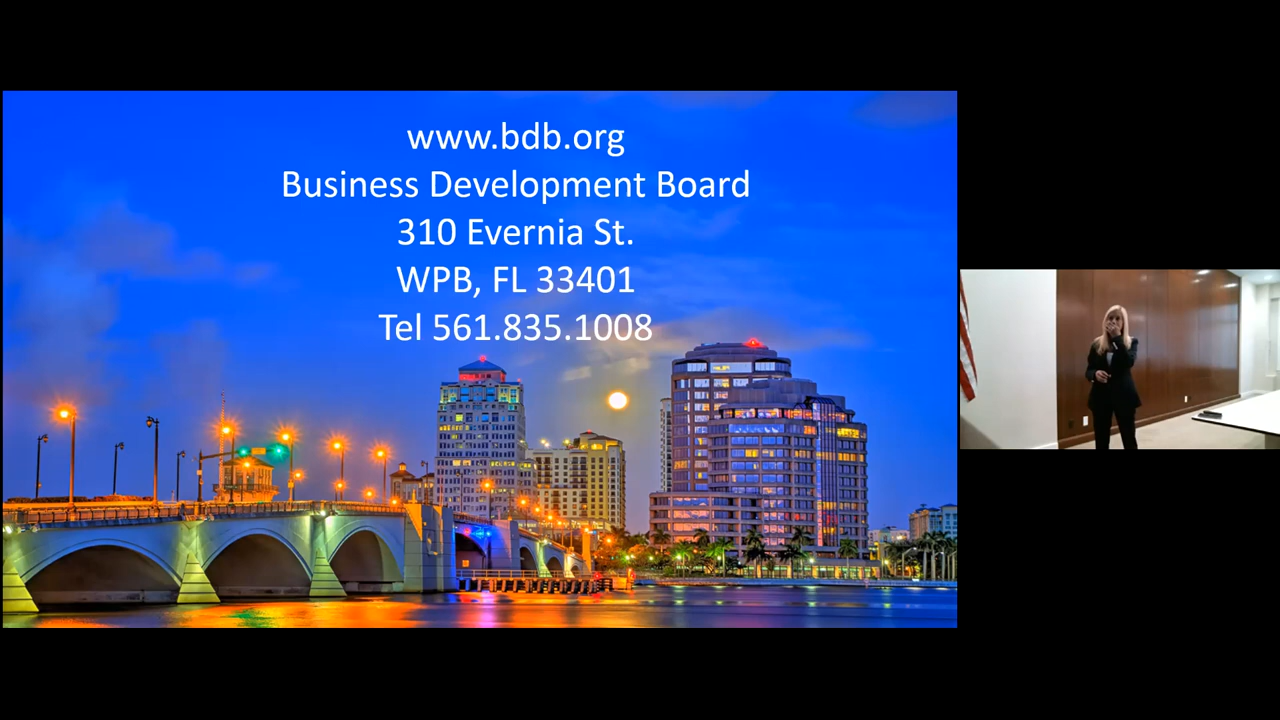 www.bdb.org
Business Development Board
310 Evernia St.
WPB, FL 33401
Tel 561.835.1008